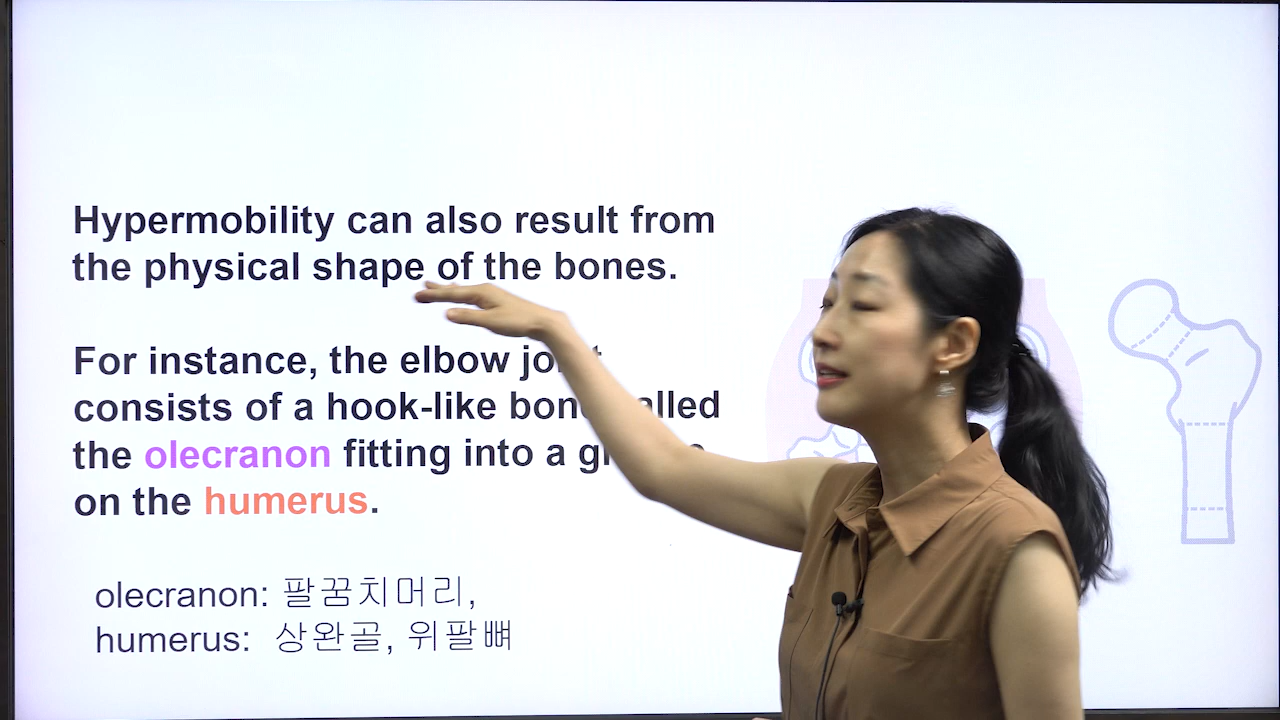 Hypermobility can also result from
the physical shape of the bones.
For instance, the elbow
consists of a hook-like
the olecranon fitting into a
on the humerus.
olecranon: 팔꿈치머리,
humerus: 상완골, 위팔뼈